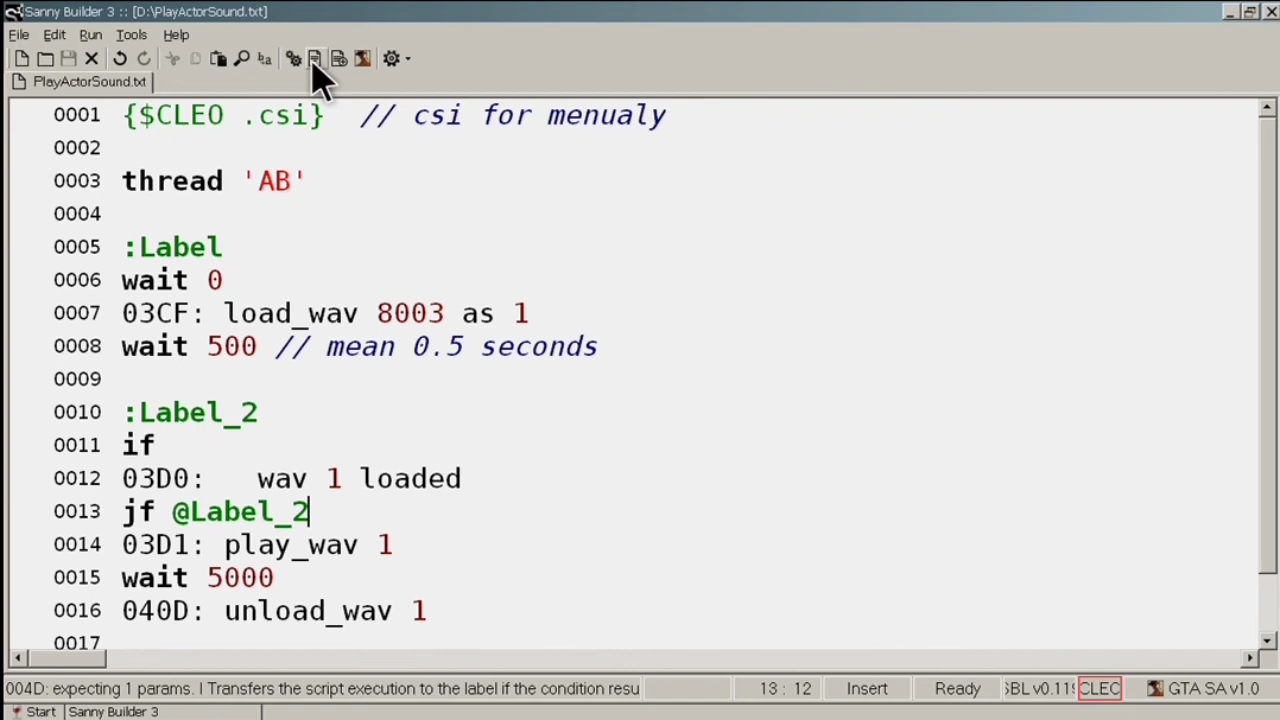 Sanny Builder 3 :: [D:\PlayActorSound.txt]
File Edit Run Tools Help
PlayActorSound.txt
0001 {$CLEO .csi} // csi for menualy
0002
0003 thread 'AB'
0004
0005 :Label
0006 wait 0
0007 03CF: load_wav 8003 as 1
0008 wait 500 // mean 0.5 seconds
0009
0010 :Label_2
0011 if
0012 03D0: wav 1 loaded
0013 jf @Label_2
0014 03D1: play_wav 1
0015 wait 5000
0016 040D: unload_wav 1
0017
004D: expecting 1 params. | Transfers the script execution to the label if the condition resu 13 : 12 Insert Ready CLEO GTA SA v1.0
Start Sanny Builder 3